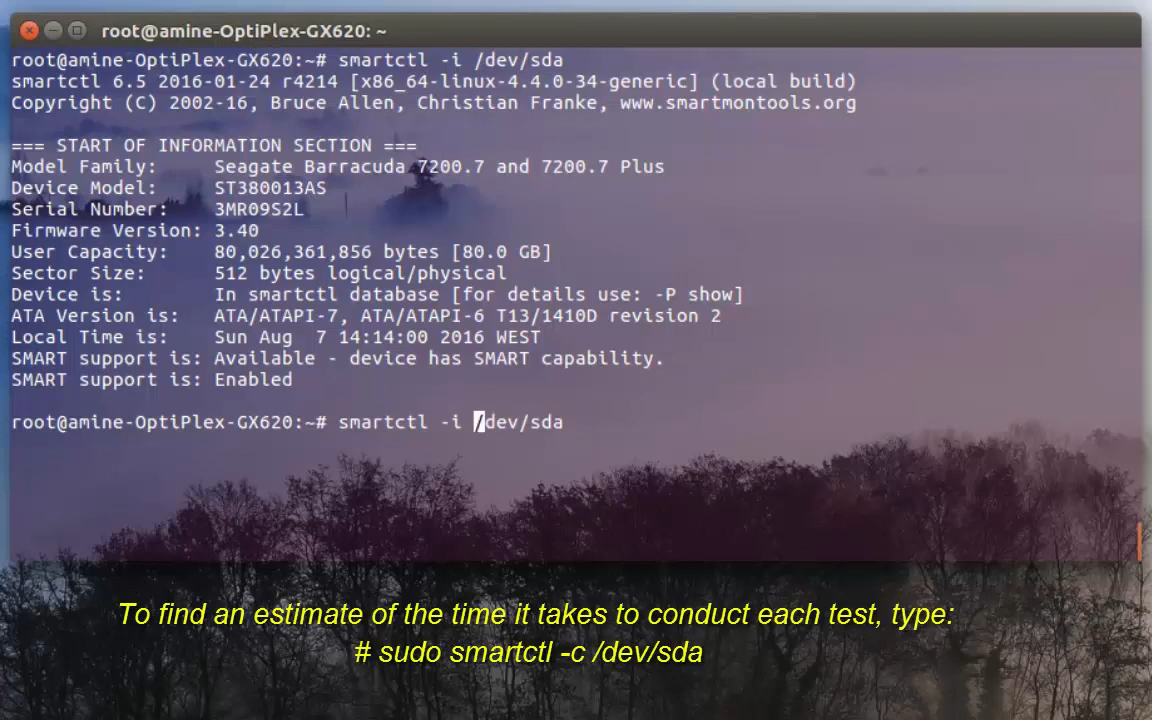 root@amine-OptiPlex-GX620: ~
root@amine-OptiPlex-GX620:~# smartctl -i /dev/sda
smartctl 6.5 2016-01-24 r4214 [x86_64-linux-4.4.0-34-generic] (local build)
Copyright (C) 2002-16, Bruce Allen, Christian Franke, www.smartmontools.org
=== START OF INFORMATION SECTION ===
Model Family:     Seagate Barracuda 7200.7 and 7200.7 Plus
Device Model:     ST380013AS
Serial Number:    3MR09S2L
Firmware Version: 3.40
User Capacity:    80,026,361,856 bytes [80.0 GB]
Sector Size:      512 bytes logical/physical
Device is:        In smartctl database [for details use: -P show]
ATA Version is:   ATA/ATAPI-7, ATA/ATAPI-6 T13/1410D revision 2
Local Time is:    Sun Aug  7 14:14:00 2016 WEST
SMART support is: Available - device has SMART capability.
SMART support is: Enabled
root@amine-OptiPlex-GX620:~# smartctl -i /dev/sda
To find an estimate of the time it takes to conduct each test, type:
# sudo smartctl -c /dev/sda